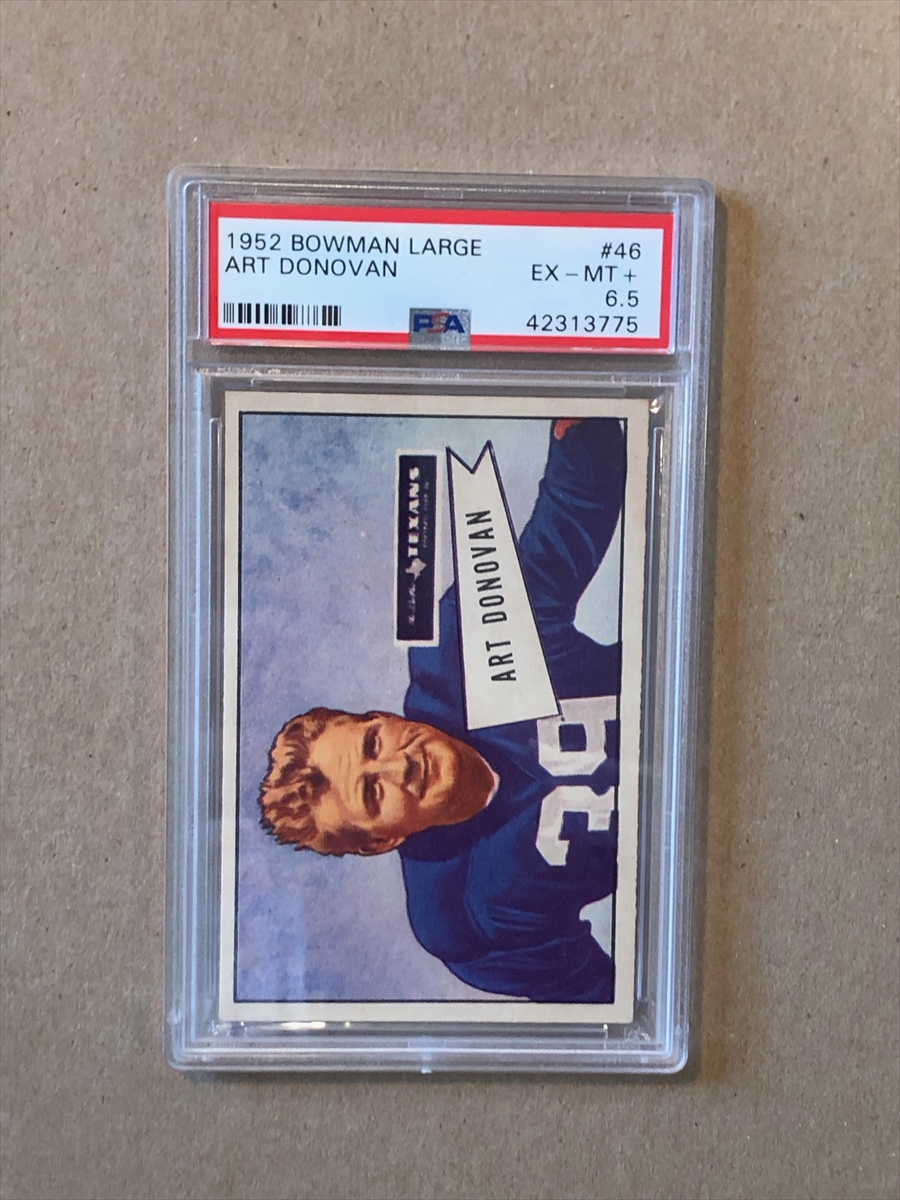 1952 BOWMAN LARGE
ART DONOVAN
#46
EX - MT +
6.5
42313775
PSA
TEXANS
ART DONOVAN
39